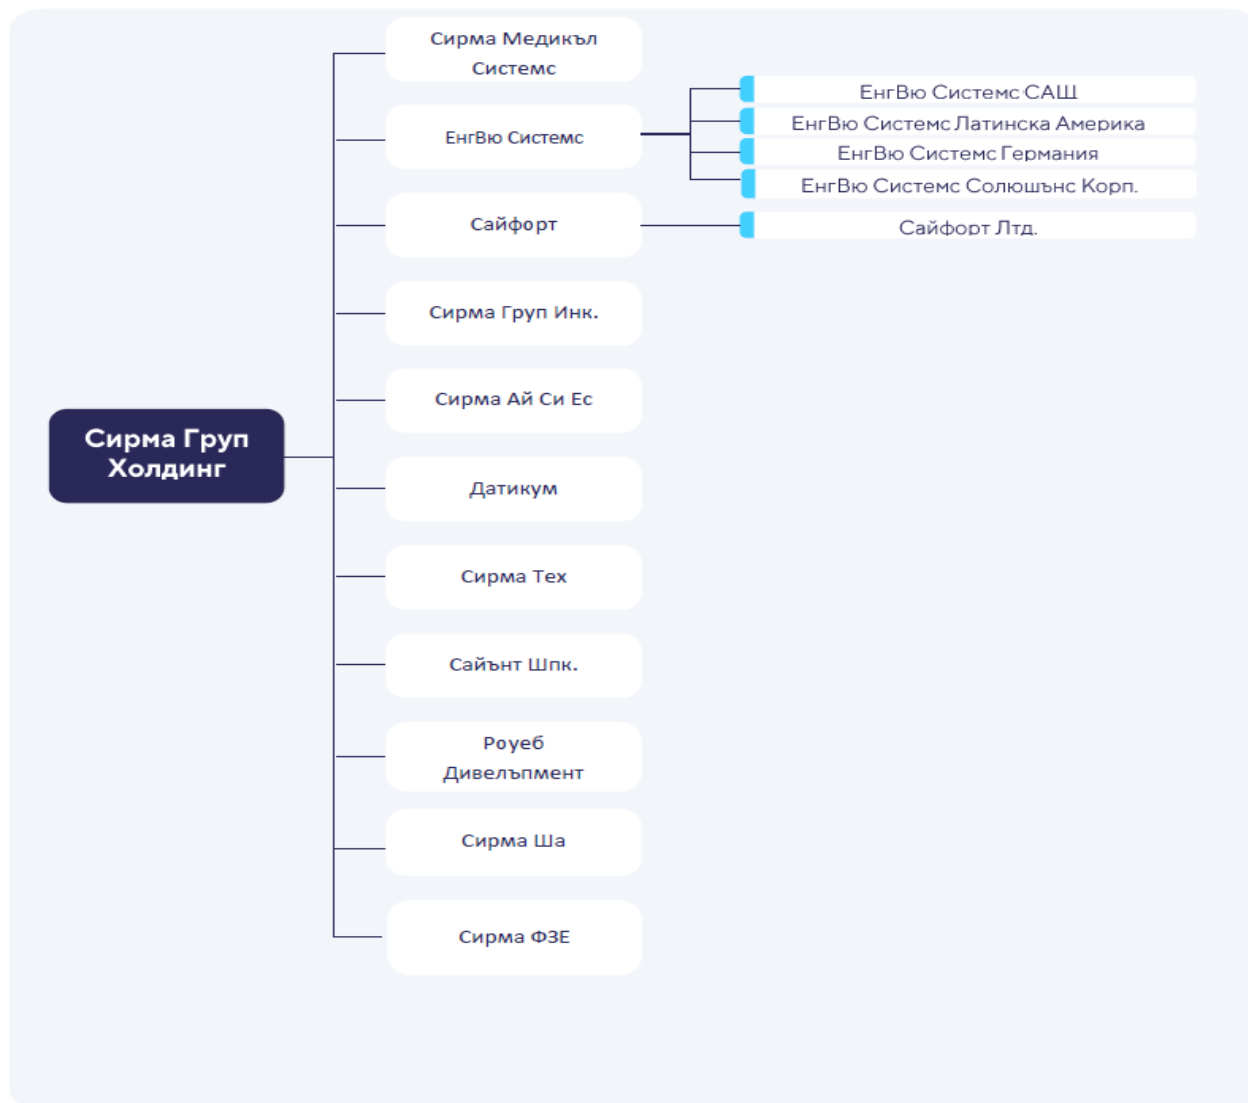 Сирма Груп
Холдинг
Сирма Медикъл
Системс
ЕнгВю Системс
ЕнгВю Системс САЩ
ЕнгВю Системс Латинска Америка
ЕнгВю Системс Германия
ЕнгВю Системс Солюшънс Корп.
Сайфорт
Сайфорт Лтд.
Сирма Груп Инк.
Сирма Ай Си Ес
Датикум
Сирма Тех
Сайънт Шпк.
Роуеб
Дивелъпмент
Сирма Ша
Сирма ФЗЕ